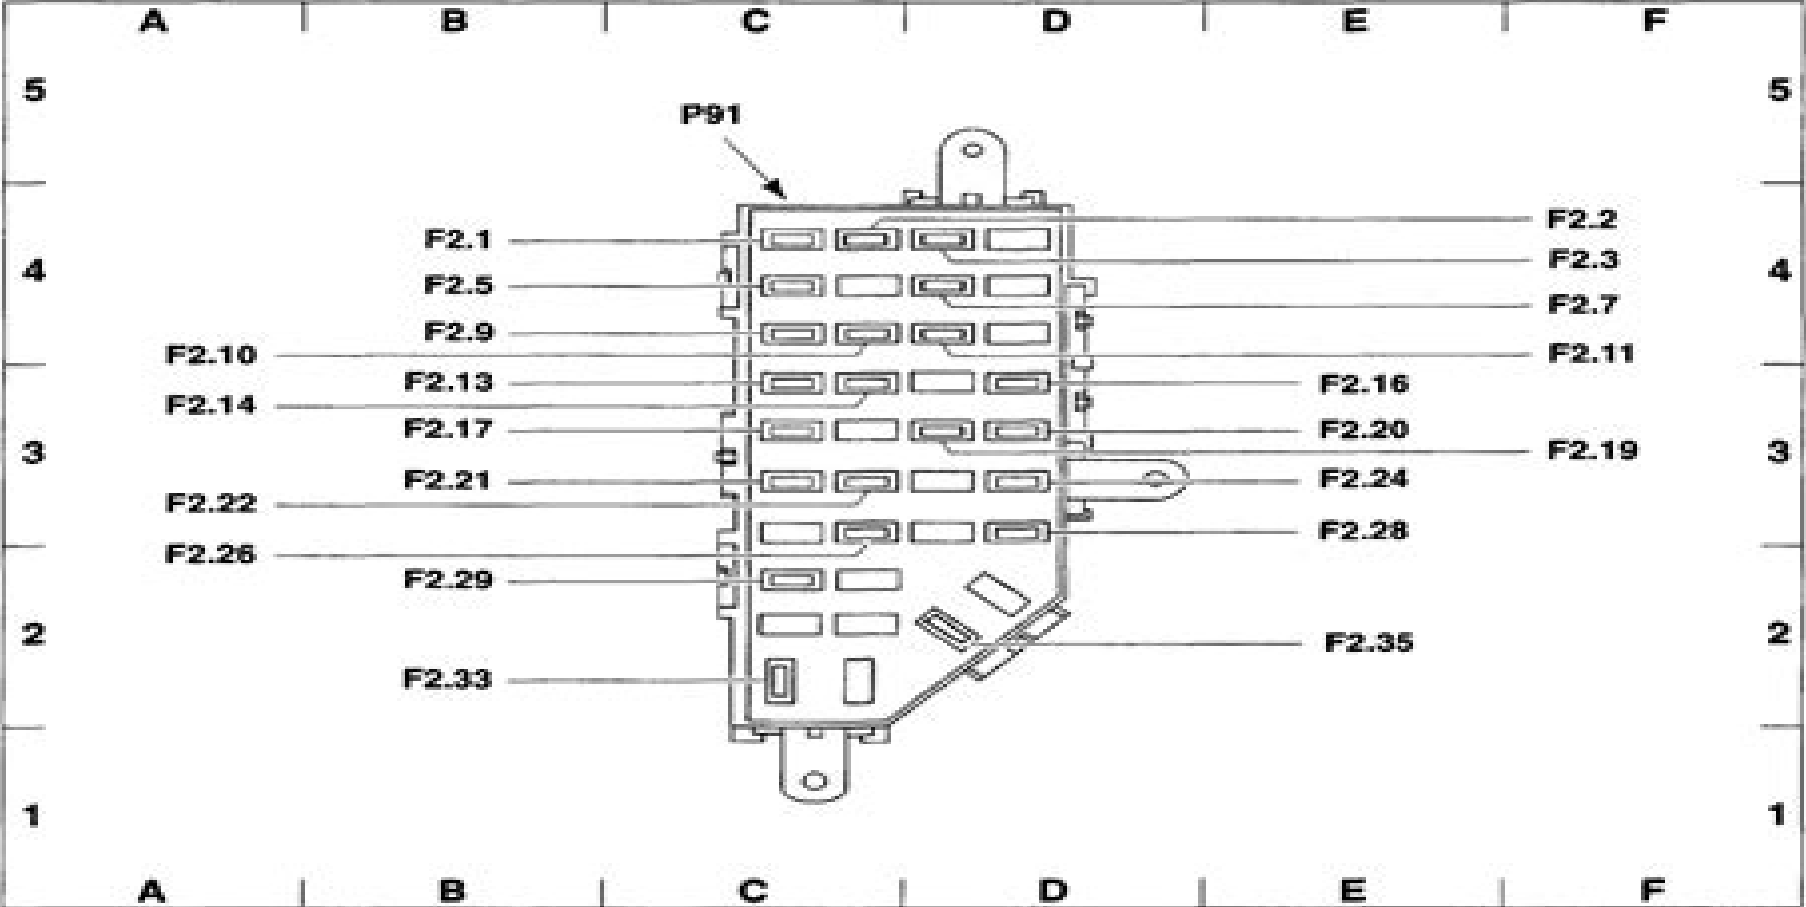 A B C D E F
5 5
P91
F2.2
F2.1
F2.3
4 4
F2.5
F2.7
F2.9
F2.10 F2.11
F2.13 F2.16
F2.14
F2.17 F2.20
3 F2.19 3
F2.21 F2.24
F2.22
F2.28
F2.26
F2.29
2 2
F2.35
F2.33
1 1
A B C D E F